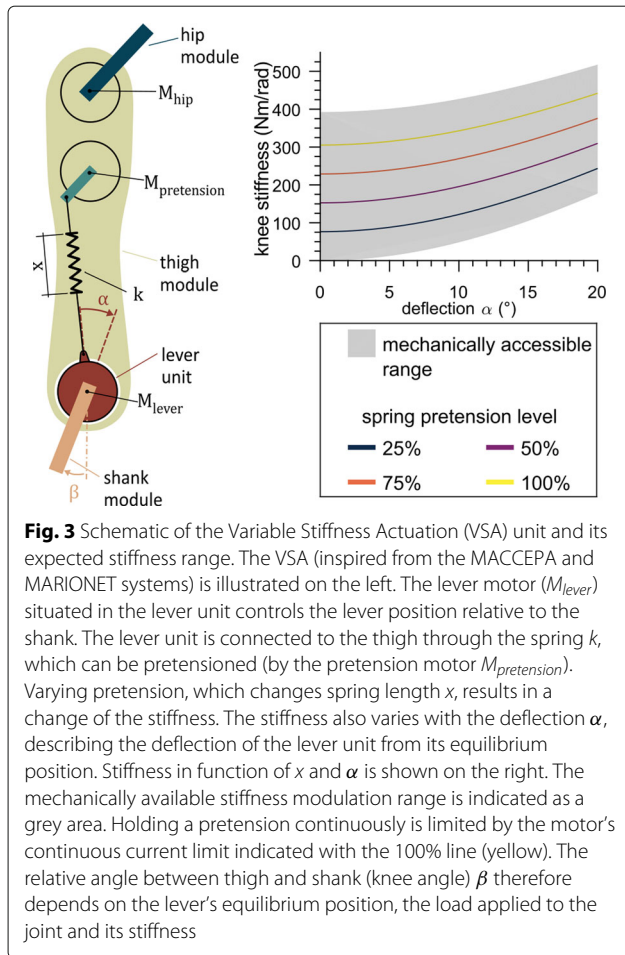 hip
module
M_hip
M_pretension
x
k
thigh
module
α
lever
unit
M_lever
shank
module
β
knee stiffness (Nm/rad)
500
400
300
200
100
0
0 5 10 15 20
deflection α (°)
mechanically accessible
range
spring pretension level
25% 50%
75% 100%
Fig. 3 Schematic of the Variable Stiffness Actuation (VSA) unit and its
expected stiffness range. The VSA (inspired from the MACCEPA and
MARIONET systems) is illustrated on the left. The lever motor (M_lever)
situated in the lever unit controls the lever position relative to the
shank. The lever unit is connected to the thigh through the spring k,
which can be pretensioned (by the pretension motor M_pretension).
Varying pretension, which changes spring length x, results in a
change of the stiffness. The stiffness also varies with the deflection α,
describing the deflection of the lever unit from its equilibrium
position. Stiffness in function of x and α is shown on the right. The
mechanically available stiffness modulation range is indicated as a
grey area. Holding a pretension continuously is limited by the motor's
continuous current limit indicated with the 100% line (yellow). The
relative angle between thigh and shank (knee angle) β therefore
depends on the lever's equilibrium position, the load applied to the
joint and its stiffness